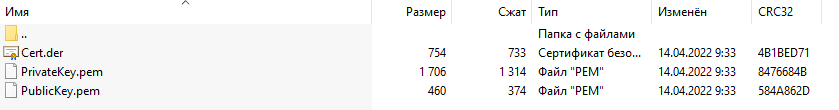 Имя Размер Сжат Тип Изменён CRC32
.. Папка с файлами
Cert.der 754 733 Сертификат безо... 14.04.2022 9:33 4B1BED71
PrivateKey.pem 1 706 1 314 Файл "PEM" 14.04.2022 9:33 8476684B
PublicKey.pem 460 374 Файл "PEM" 14.04.2022 9:33 584A862D